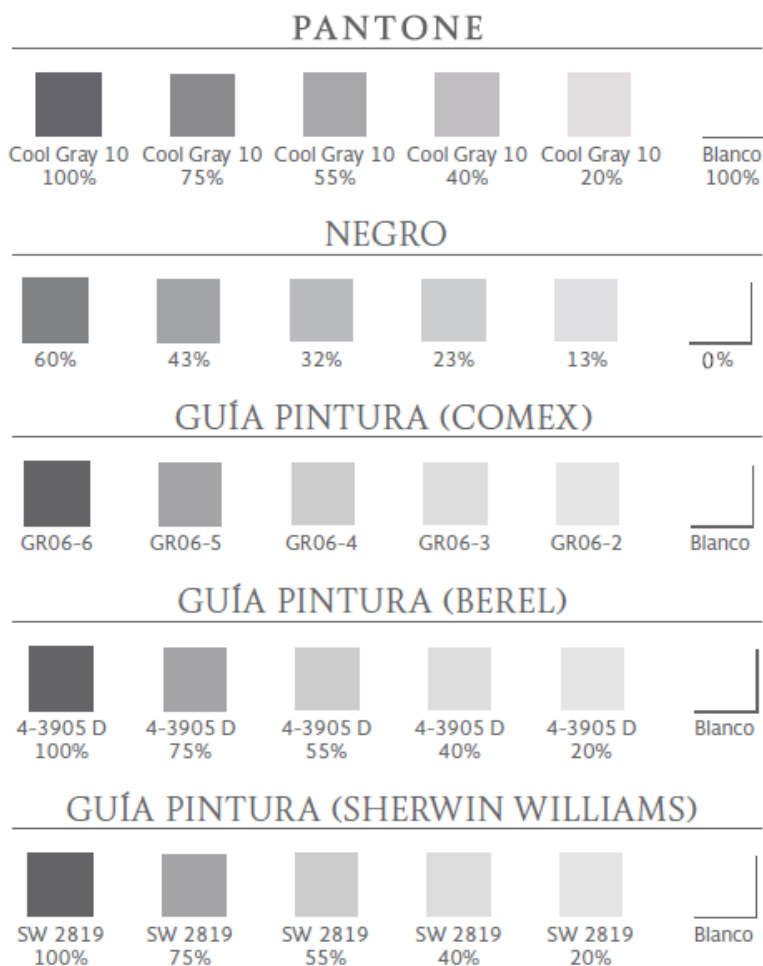 PANTONE
Cool Gray 10 Cool Gray 10 Cool Gray 10 Cool Gray 10 Cool Gray 10 Blanco
100% 75% 55% 40% 20% 100%
NEGRO
60% 43% 32% 23% 13% 0%
GUÍA PINTURA (COMEX)
GR06-6 GR06-5 GR06-4 GR06-3 GR06-2 Blanco
GUÍA PINTURA (BEREL)
4-3905 D 4-3905 D 4-3905 D 4-3905 D 4-3905 D Blanco
100% 75% 55% 40% 20%
GUÍA PINTURA (SHERWIN WILLIAMS)
SW 2819 SW 2819 SW 2819 SW 2819 SW 2819 Blanco
100% 75% 55% 40% 20%